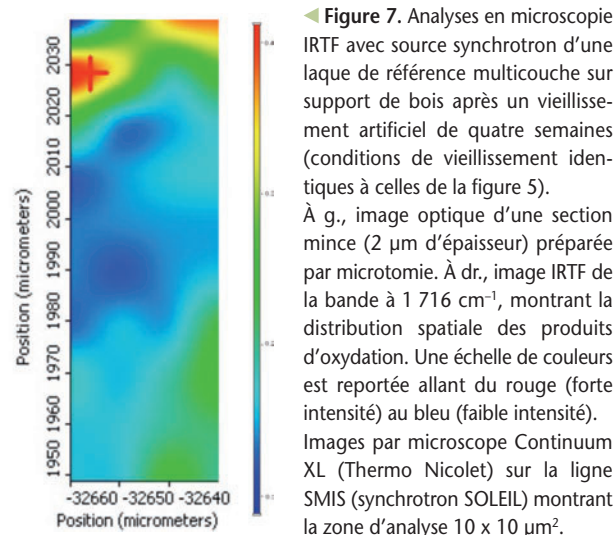 ◄ Figure 7. Analyses en microscopie
IRTF avec source synchrotron d'une
laque de référence multicouche sur
support de bois après un vieillisse-
ment artificiel de quatre semaines
(conditions de vieillissement iden-
tiques à celles de la figure 5).
À g., image optique d'une section
mince (2 µm d'épaisseur) préparée
par microtomie. À dr., image IRTF de
la bande à 1 716 cm⁻¹, montrant la
distribution spatiale des produits
d'oxydation. Une échelle de couleurs
est reportée allant du rouge (forte
intensité) au bleu (faible intensité).
Images par microscope Continuum
XL (Thermo Nicolet) sur la ligne
SMIS (synchrotron SOLEIL) montrant
la zone d'analyse 10 x 10 µm².
Position (micrometers)
2030
2020
2010
2000
1990
1980
1970
1960
1950
-32660 -32650 -32640
Position (micrometers)